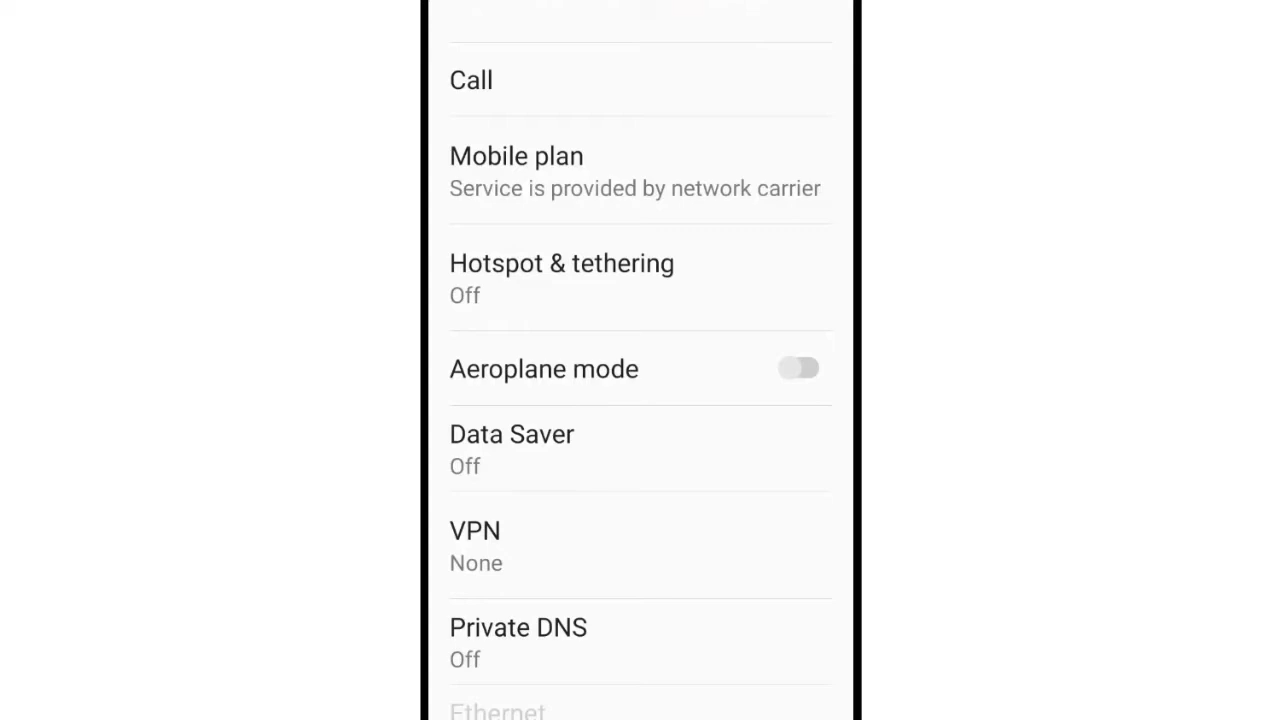 Call
Mobile plan
Service is provided by network carrier
Hotspot & tethering
Off
Aeroplane mode
Data Saver
Off
VPN
None
Private DNS
Off
Ethernet